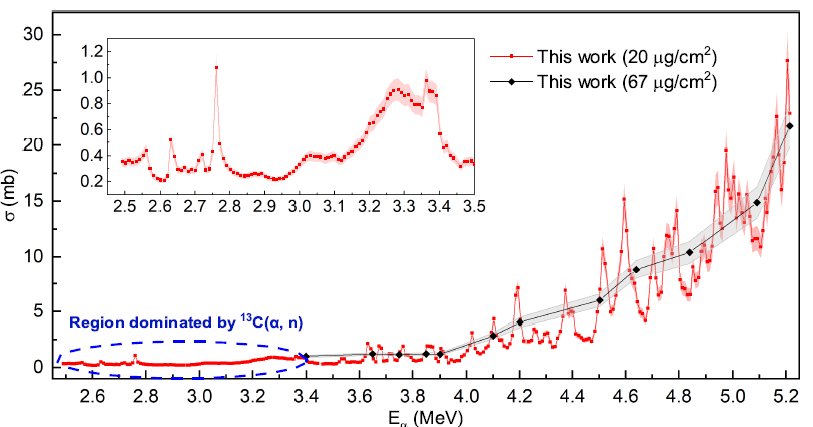 30
25
20
15
10
5
0
σ (mb)
1.2
1.0
0.8
0.6
0.4
0.2
2.5 2.6 2.7 2.8 2.9 3.0 3.1 3.2 3.3 3.4 3.5
This work (20 μg/cm²)
This work (67 μg/cm²)
Region dominated by ¹³C(α, n)
2.6 2.8 3.0 3.2 3.4 3.6 3.8 4.0 4.2 4.4 4.6 4.8 5.0 5.2
Eα (MeV)